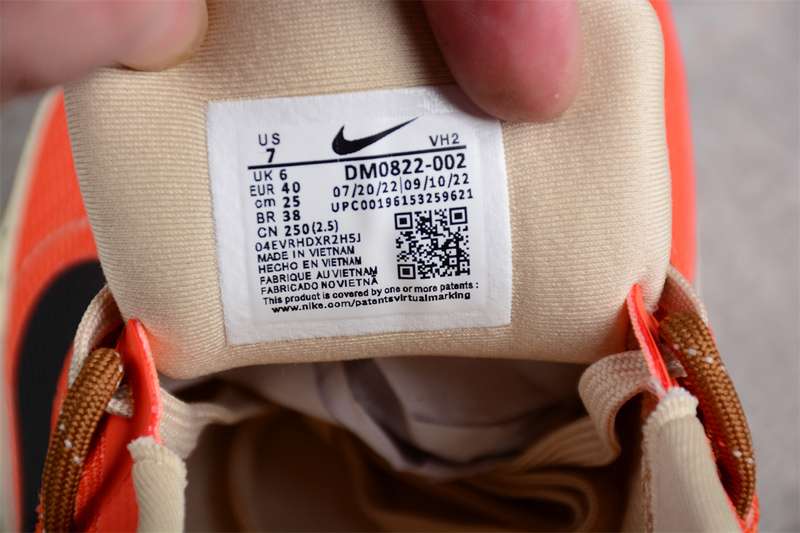 US
7
VH2
UK 6
DM0822-002
EUR 40
07/20/22|09/10/22
cm 25
UPC00196153259621
BR 38
CN 250(2.5)
04EVRHDXR2H5J
MADE IN VIETNAM
HECHO EN VIETNAM
FABRIQUE AU VIETNAM
FABRICADO NO VIETNÃ
This product is covered by one or more patents :
www.nike.com/patentsvirtualmarking